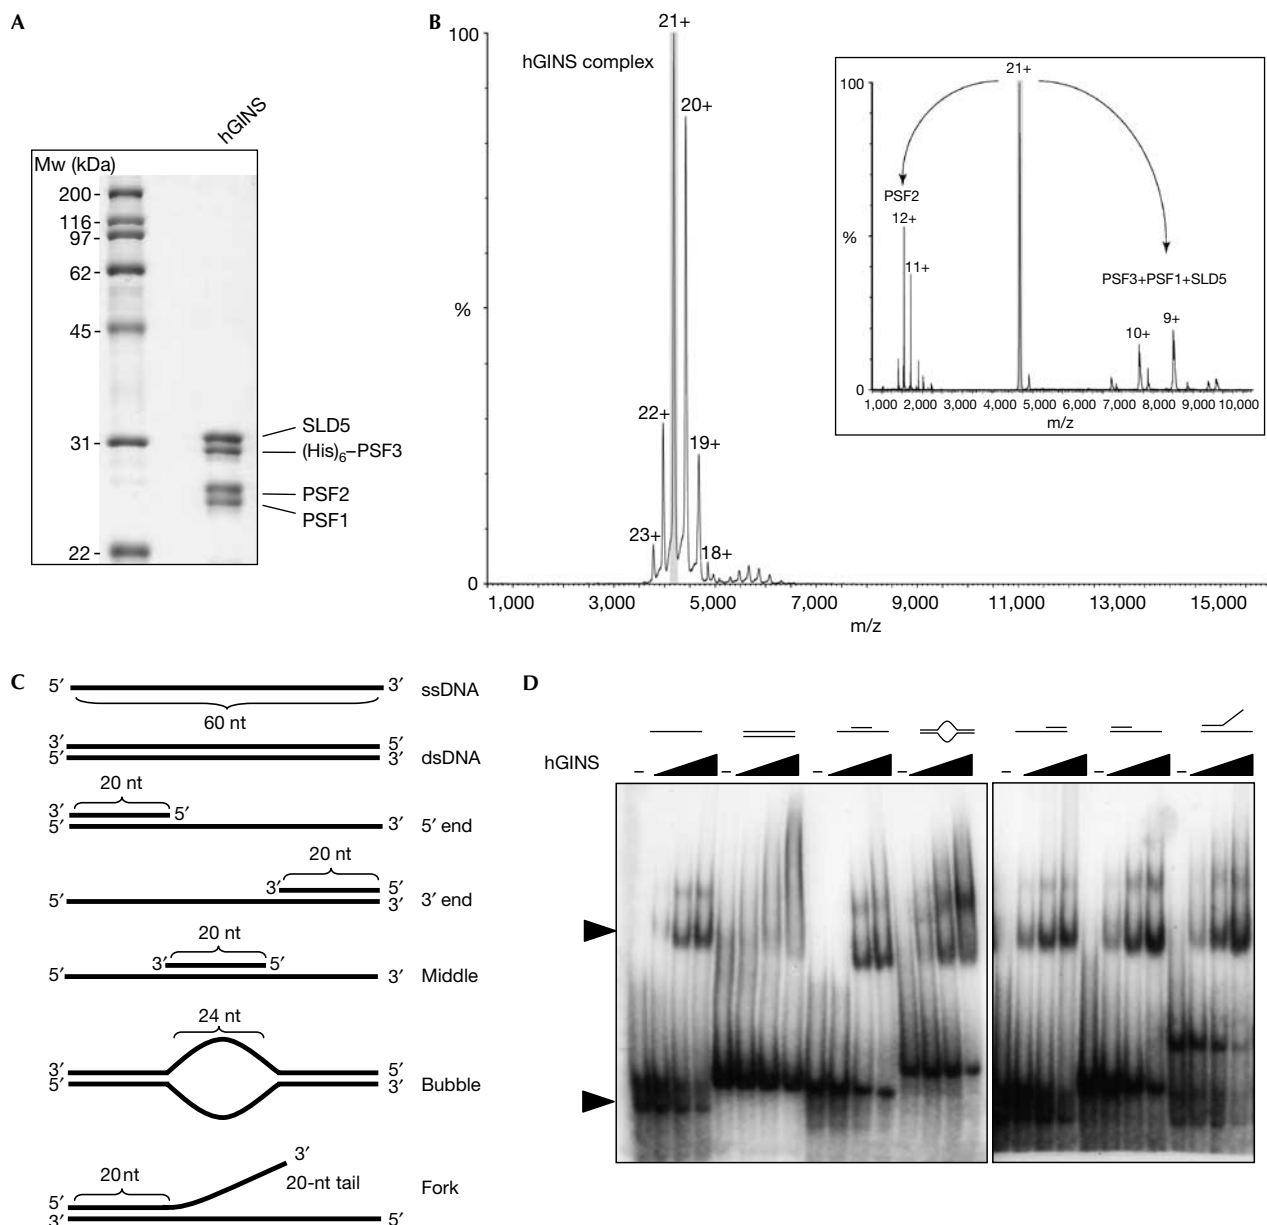 A
hGINS
Mw (kDa)
200-
116-
97-
62-
45-
31-
22-
SLD5
(His)6–PSF3
PSF2
PSF1
B
100
%
0
hGINS complex
23+
22+
21+
20+
19+
18+
1,000 3,000 5,000 7,000 9,000 11,000 13,000 15,000
m/z
100
%
0
21+
PSF2
12+
11+
PSF3+PSF1+SLD5
10+
9+
1,000 2,000 3,000 4,000 5,000 6,000 7,000 8,000 9,000 10,000
m/z
C
5′ 3′ ssDNA
60 nt
3′ 5′
5′ 3′ dsDNA
20 nt
3′ 5′
5′ 3′ 5′ end
20 nt
3′ 5′
5′ 3′ 3′ end
20 nt
3′ 5′
5′ 3′ Middle
24 nt
3′ 5′
5′ 3′ Bubble
3′
20nt 20-nt tail
5′ Fork
3′ 5′
D
hGINS – – – – – – –